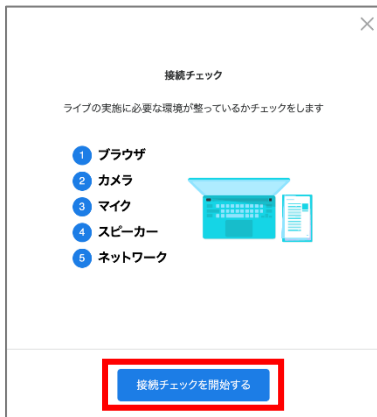 接続チェック
ライブの実施に必要な環境が整っているかチェックをします
1 ブラウザ
2 カメラ
3 マイク
4 スピーカー
5 ネットワーク
接続チェックを開始する